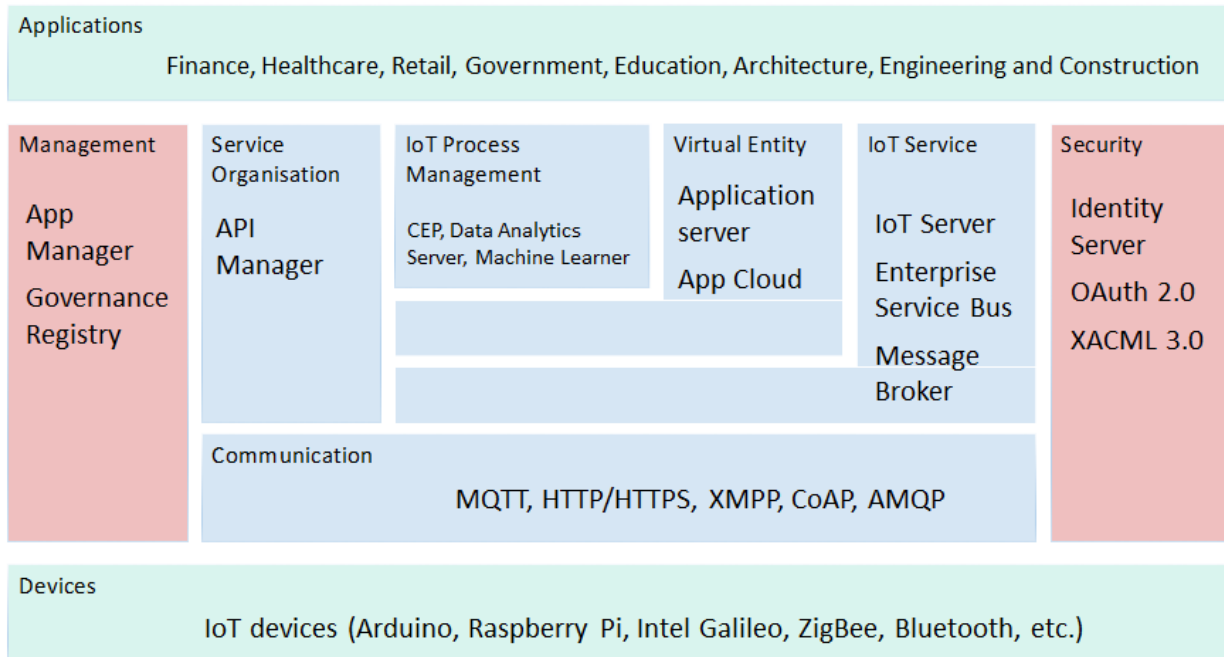 Applications
Finance, Healthcare, Retail, Government, Education, Architecture, Engineering and Construction
Management
App
Manager
Governance
Registry
Service
Organisation
API
Manager
IoT Process
Management
CEP, Data Analytics
Server, Machine Learner
Virtual Entity
Application
server
App Cloud
IoT Service
IoT Server
Enterprise
Service Bus
Message
Broker
Security
Identity
Server
OAuth 2.0
XACML 3.0
Communication
MQTT, HTTP/HTTPS, XMPP, CoAP, AMQP
Devices
IoT devices (Arduino, Raspberry Pi, Intel Galileo, ZigBee, Bluetooth, etc.)